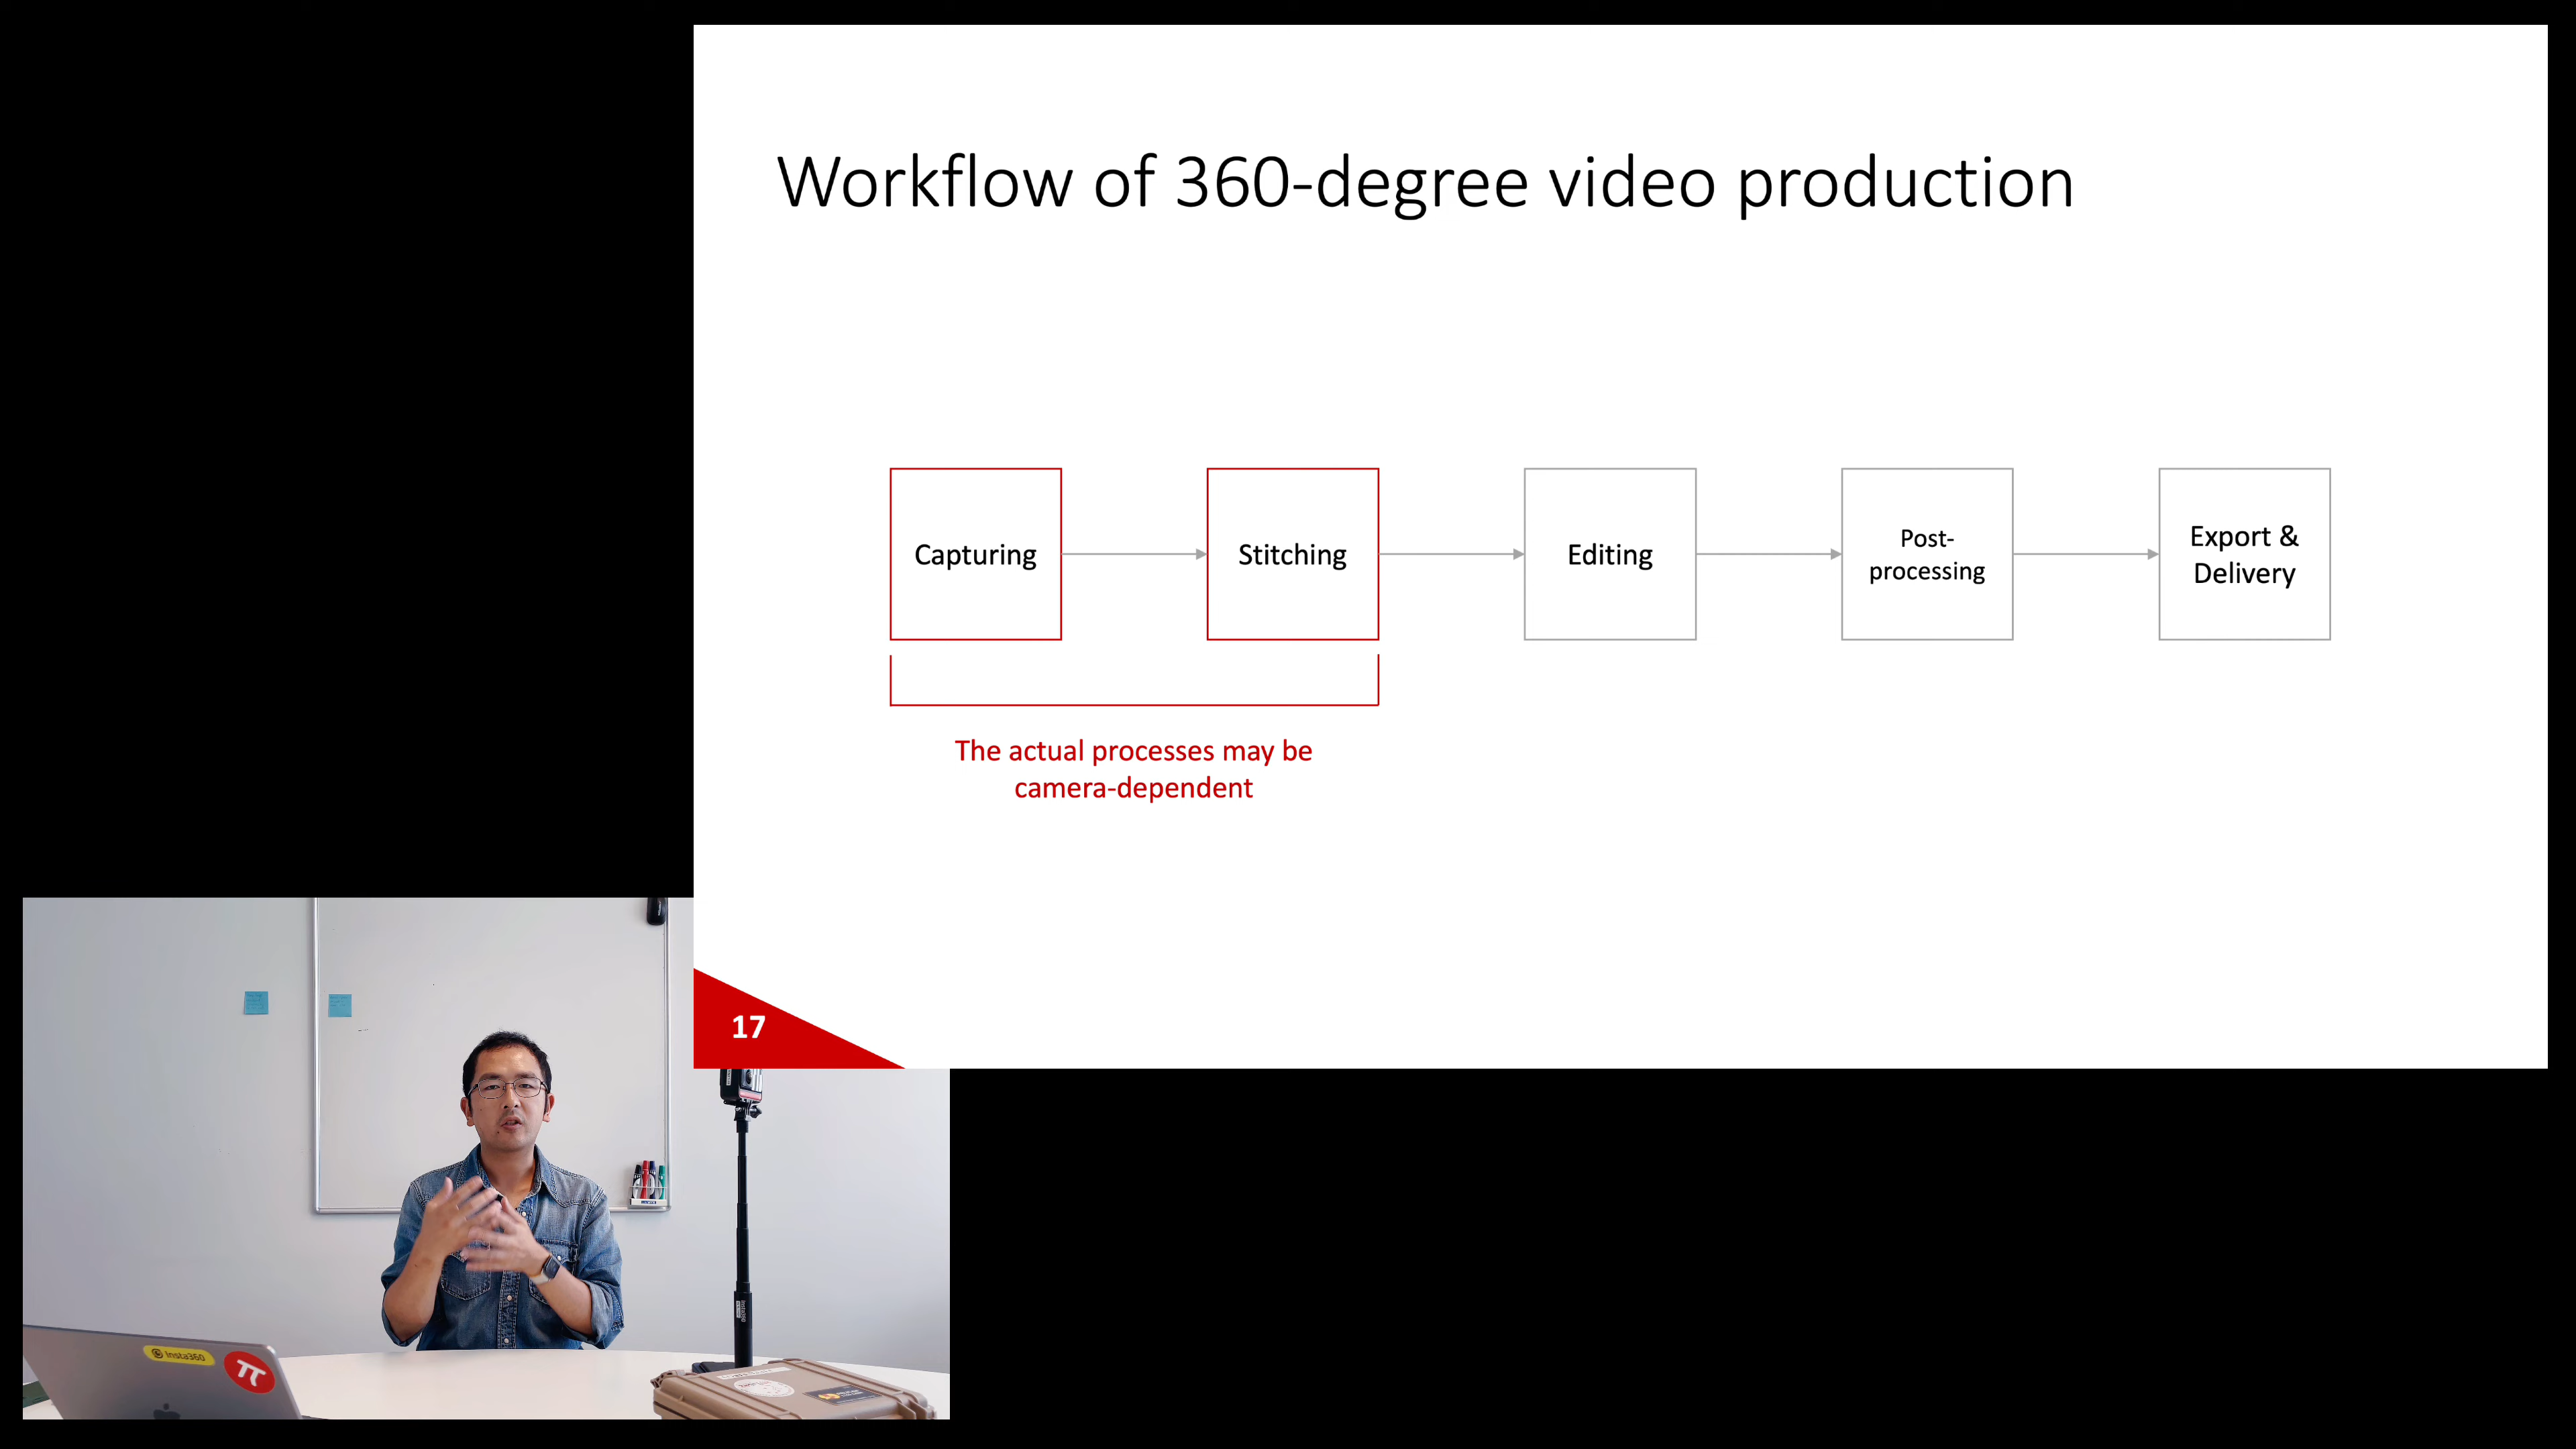 Workflow of 360-degree video production
Capturing
Stitching
Editing
Post-
processing
Export &
Delivery
The actual processes may be
camera-dependent
17
Insta360
π